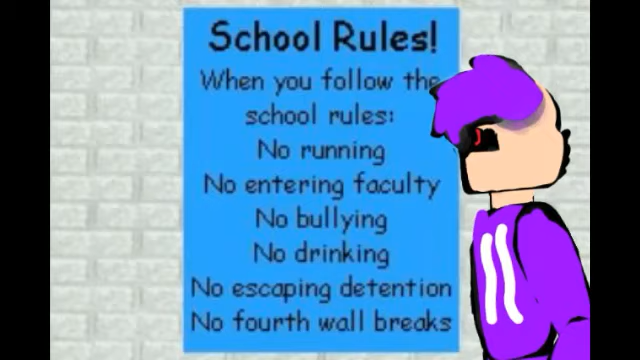 School Rules!
When you follow the
school rules:
No running
No entering faculty
No bullying
No drinking
No escaping detention
No fourth wall breaks